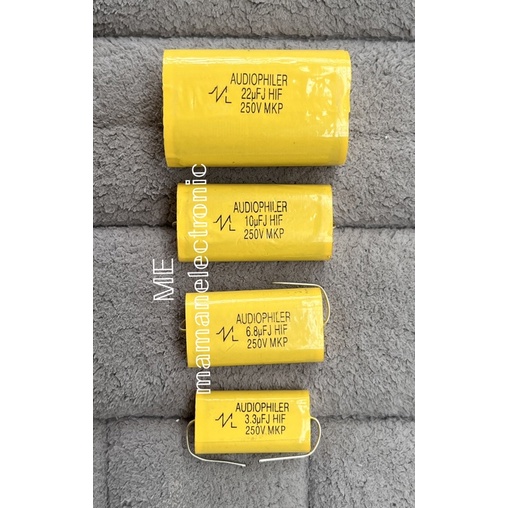 AUDIOPHILER
22µFJ HIF
250V MKP
AUDIOPHILER
10µFJ HIF
250V MKP
AUDIOPHILER
6.8µFJ HIF
250V MKP
AUDIOPHILER
3.3µFJ HIF
250V MKP
ME
mamanelectronic